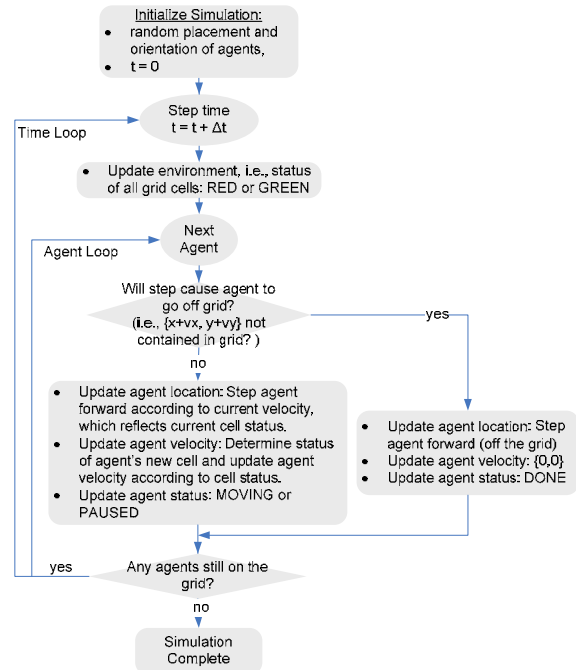 Initialize Simulation:
• random placement and
orientation of agents,
• t = 0
Step time
t = t + Δt
Time Loop
• Update environment, i.e., status
of all grid cells: RED or GREEN
Next
Agent
Agent Loop
Will step cause agent to
go off grid?
(i.e., {x+vx, y+vy} not
contained in grid? )
yes
no
• Update agent location: Step agent
forward according to current velocity,
which reflects current cell status.
• Update agent velocity: Determine status
of agent's new cell and update agent
velocity according to cell status.
• Update agent status: MOVING or
PAUSED
• Update agent location: Step
agent forward (off the grid)
• Update agent velocity: {0,0}
• Update agent status: DONE
Any agents still on the
grid?
yes
no
Simulation
Complete